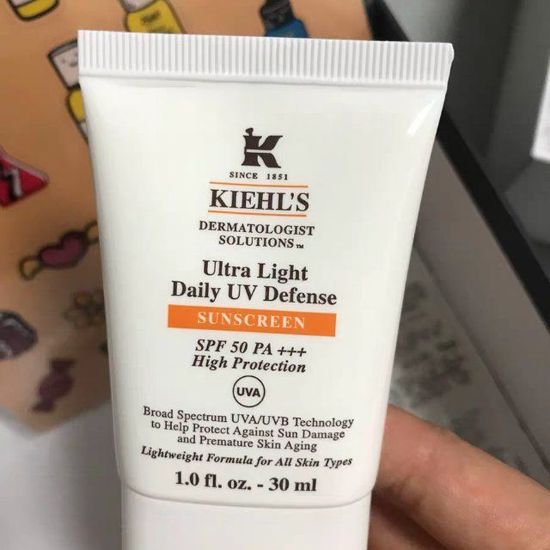 K
SINCE 1851
KIEHL'S
DERMATOLOGIST
SOLUTIONS™
Ultra Light
Daily UV Defense
SUNSCREEN
SPF 50 PA +++
High Protection
UVA
Broad Spectrum UVA/UVB Technology
to Help Protect Against Sun Damage
and Premature Skin Aging
Lightweight Formula for All Skin Types
1.0 fl. oz. - 30 ml